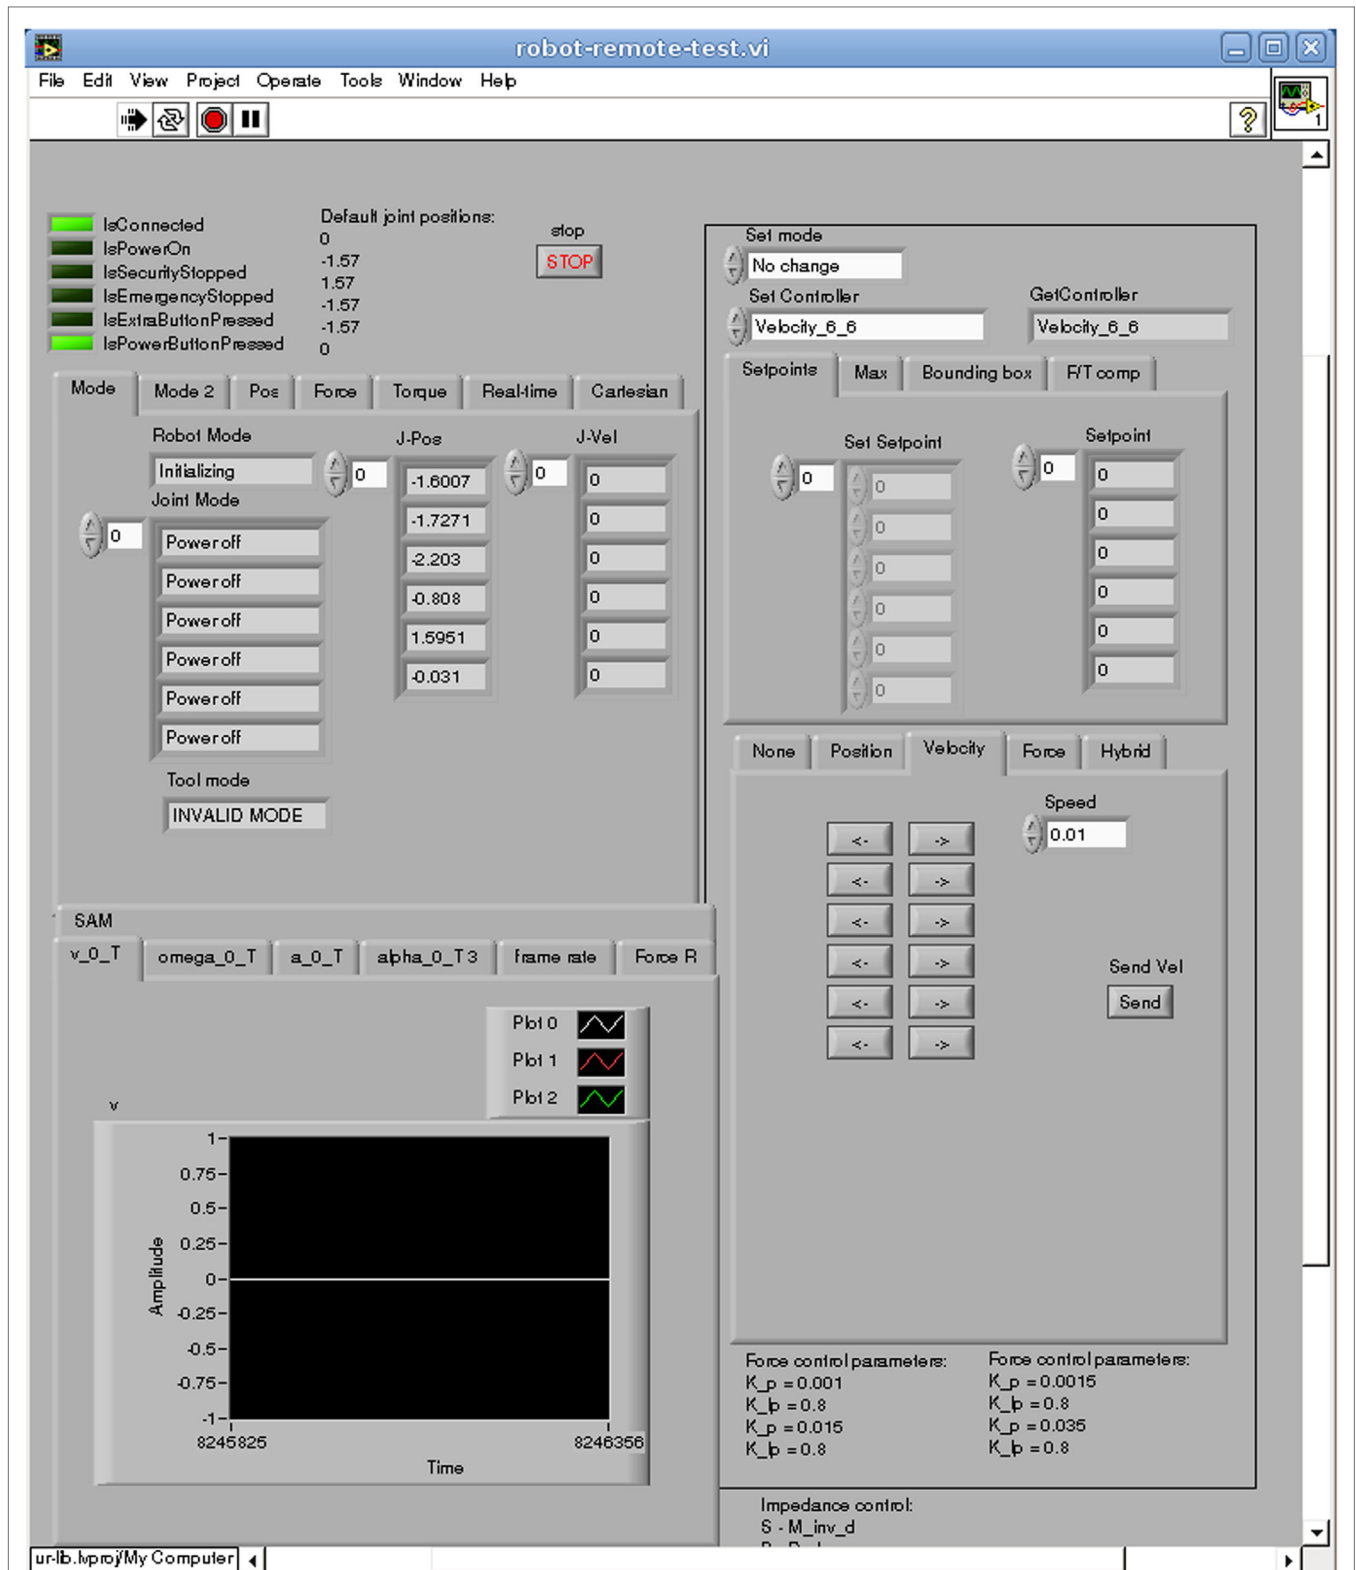 robot-remote-test.vi
File Edit View Project Operate Tools Window Help
1
IsConnected
IsPowerOn
IsSecurityStopped
IsEmergencyStopped
IsExtraButtonPressed
IsPowerButtonPressed
Default joint positions:
0
-1.57
1.57
-1.57
-1.57
0
stop
STOP
Set mode
No change
Set Controller
Velocity_6_6
GetController
Velocity_6_6
Mode Mode 2 Pos Force Torque Real-time Cartesian
Robot Mode
Initializing
Joint Mode
0
Power off
Power off
Power off
Power off
Power off
Power off
Tool mode
INVALID MODE
J-Pos
0
-1.6007
-1.7271
-2.203
-0.808
1.5951
-0.031
J-Vel
0
0
0
0
0
0
0
Setpoints Max Bounding box F/T comp
Set Setpoint
0
0
0
0
0
0
0
Setpoint
0
0
0
0
0
0
0
None Position Velocity Force Hybrid
Speed
0.01
<- ->
<- ->
<- ->
<- ->
<- ->
<- ->
Send Vel
Send
SAM
v_0_T omega_0_T a_0_T alpha_0_T 3 frame rate Force R
Plot 0
Plot 1
Plot 2
v
Amplitude
1
0.75
0.5
0.25
0
-0.25
-0.5
-0.75
-1
8245825 8246356
Time
Force control parameters:
K_p = 0.001
K_Ip = 0.8
K_p = 0.015
K_Ip = 0.8
Force control parameters:
K_p = 0.0015
K_Ip = 0.8
K_p = 0.035
K_Ip = 0.8
Impedance control:
S - M_inv_d
ur-lib.lvproj/My Computer